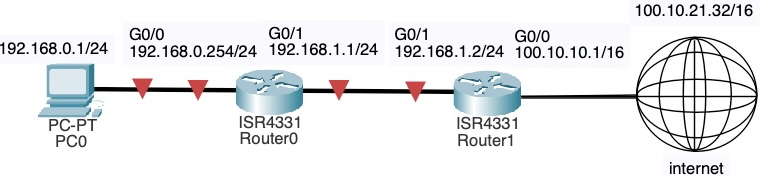 100.10.21.32/16
G0/0
G0/1
G0/1
G0/0
192.168.0.1/24
192.168.0.254/24
192.168.1.1/24
192.168.1.2/24
100.10.10.1/16
PC-PT
PC0
ISR4331
Router0
ISR4331
Router1
internet